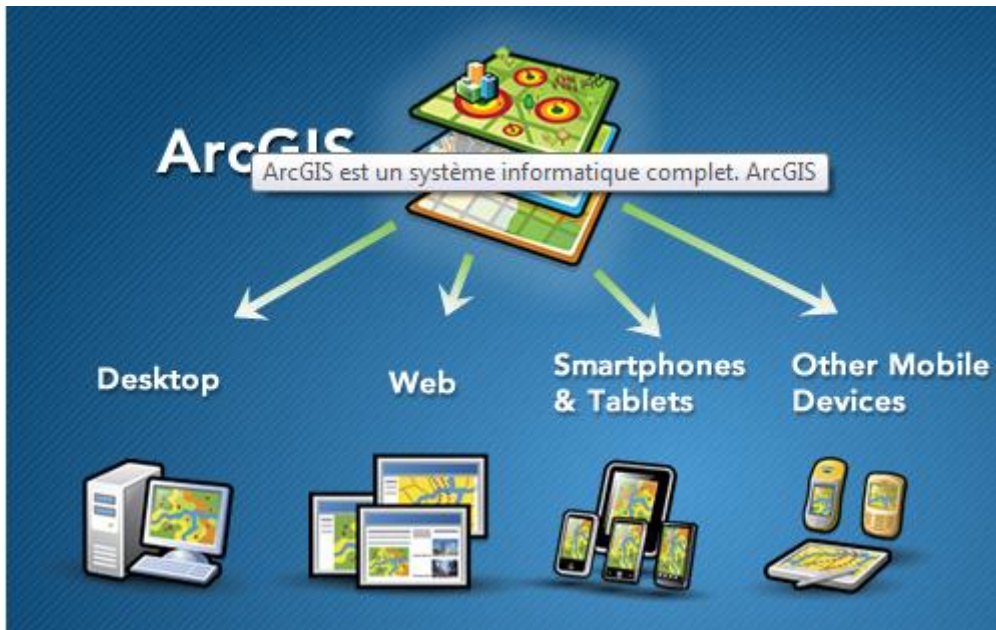 ArcGIS
ArcGIS est un système informatique complet. ArcGIS
Desktop
Web
Smartphones
& Tablets
Other Mobile
Devices